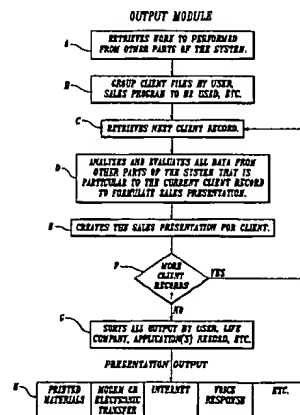 OUTPUT MODULE
A
RETRIEVES WORK TO PERFORMED
FROM OTHER PARTS OF THE SYSTEM.
B
GROUP CLIENT FILES BY USER,
SALES PROGRAM TO BE USED, ETC.
C
RETRIEVES NEXT CLIENT RECORD.
D
ANALYZES AND EVALUATES ALL DATA FROM
OTHER PARTS OF THE SYSTEM THAT IS
PARTICULAR TO THE CURRENT CLIENT RECORD
TO FORMULATE SALES PRESENTATION.
E
CREATES THE SALES PRESENTATION FOR CLIENT.
F
MORE
CLIENT
RECORDS
?
YES
NO
G
SORTS ALL OUTPUT BY USER, LIFE
COMPANY, APPLICATION(S) NEEDED, ETC.
PRESENTATION OUTPUT
H
PRINTED
MATERIALS
MODEM OR
ELECTRONIC
TRANSFER
INTERNET
VOICE
RESPONSE
ETC.